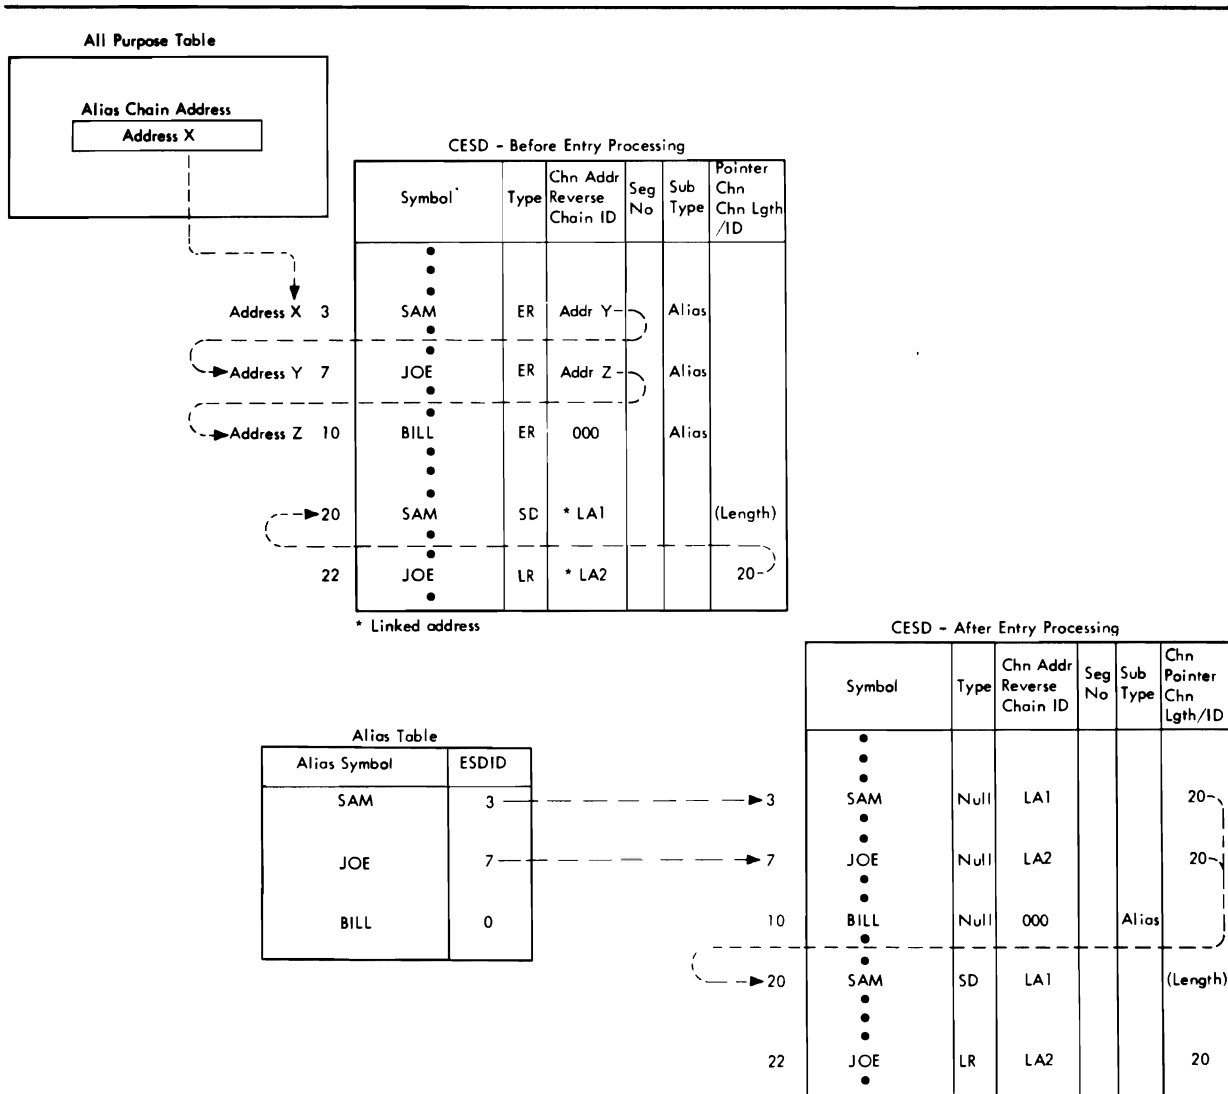 All Purpose Table
Alias Chain Address
Address X
CESD - Before Entry Processing
Symbol Type Chn Addr Reverse Chain ID Seg No Sub Type Pointer Chn Chn Lgth /ID
Address X 3 SAM ER Addr Y Alias
Address Y 7 JOE ER Addr Z Alias
Address Z 10 BILL ER 000 Alias
20 SAM SD * LA1 (Length)
22 JOE LR * LA2 20
* Linked address
CESD - After Entry Processing
Symbol Type Chn Addr Reverse Chain ID Seg No Sub Type Chn Pointer Chn Lgth/ID
Alias Table
Alias Symbol ESDID
SAM 3
JOE 7
BILL 0
3 SAM Null LA1 20
7 JOE Null LA2 20
10 BILL Null 000 Alias
20 SAM SD LA1 (Length)
22 JOE LR LA2 20